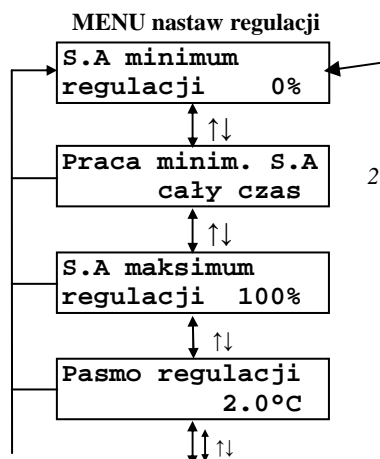 MENU nastaw regulacji
S.A minimum
regulacji 0%
↑↓
Praca minim. S.A
cały czas
2
↑↓
S.A maksimum
regulacji 100%
↑↓
Pasmo regulacji
2.0°C
↑↓